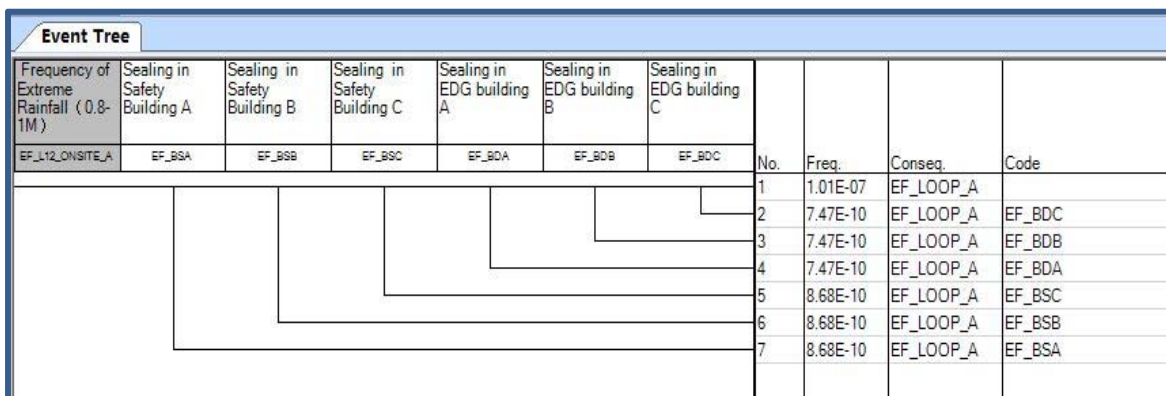 Event Tree
Frequency of Extreme Rainfall (0.8-1M)
Sealing in Safety Building A
Sealing in Safety Building B
Sealing in Safety Building C
Sealing in EDG building A
Sealing in EDG building B
Sealing in EDG building C
EF_L12_ONSITE_A EF_BSA EF_BSB EF_BSC EF_BDA EF_BDB EF_BDC No. Freq. Conseq. Code
1 1.01E-07 EF_LOOP_A
2 7.47E-10 EF_LOOP_A EF_BDC
3 7.47E-10 EF_LOOP_A EF_BDB
4 7.47E-10 EF_LOOP_A EF_BDA
5 8.68E-10 EF_LOOP_A EF_BSC
6 8.68E-10 EF_LOOP_A EF_BSB
7 8.68E-10 EF_LOOP_A EF_BSA